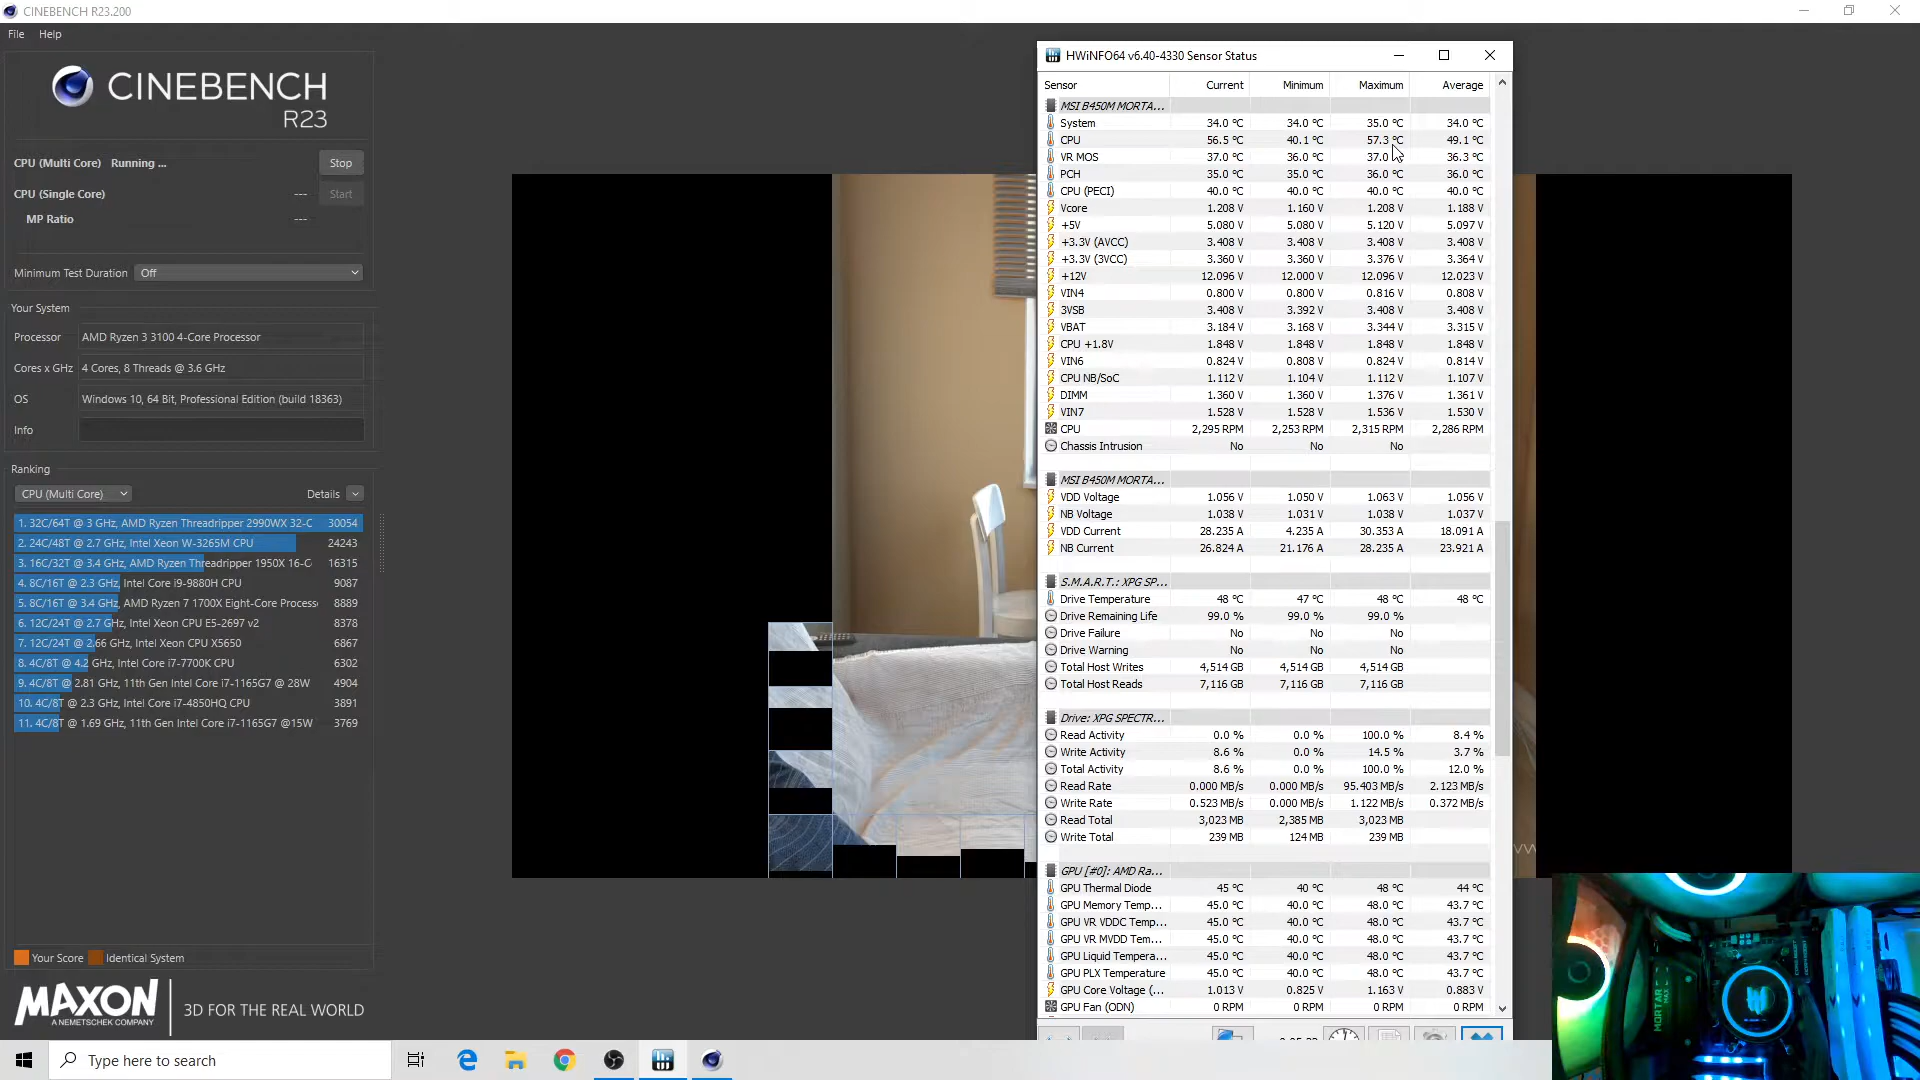 CINEBENCH R23.200
File Help
CINEBENCH
R23
CPU (Multi Core) Running ... Stop
CPU (Single Core) --- Start
MP Ratio ---
Minimum Test Duration Off
Your System
Processor AMD Ryzen 3 3100 4-Core Processor
Cores x GHz 4 Cores, 8 Threads @ 3.6 GHz
OS Windows 10, 64 Bit, Professional Edition (build 18363)
Info
Ranking
CPU (Multi Core) Details
1. 32C/64T @ 3 GHz, AMD Ryzen Threadripper 2990WX 32-C 30054
2. 24C/48T @ 2.7 GHz, Intel Xeon W-3265M CPU 24243
3. 16C/32T @ 3.4 GHz, AMD Ryzen Threadripper 1950X 16-C 16315
4. 8C/16T @ 2.3 GHz, Intel Core i9-9880H CPU 9087
5. 8C/16T @ 3.4 GHz, AMD Ryzen 7 1700X Eight-Core Process 8889
6. 12C/24T @ 2.7 GHz, Intel Xeon CPU E5-2697 v2 8378
7. 12C/24T @ 2.66 GHz, Intel Xeon CPU X5650 6867
8. 4C/8T @ 4.2 GHz, Intel Core i7-7700K CPU 6302
9. 4C/8T @ 2.81 GHz, 11th Gen Intel Core i7-1165G7 @ 28W 4904
10. 4C/8T @ 2.3 GHz, Intel Core i7-4850HQ CPU 3891
11. 4C/8T @ 1.69 GHz, 11th Gen Intel Core i7-1165G7 @15W 3769
Your Score Identical System
MAXON
A NEMETSCHEK COMPANY
3D FOR THE REAL WORLD
HWiNFO64 v6.40-4330 Sensor Status
Sensor Current Minimum Maximum Average
MSI B450M MORTA...
System 34.0 °C 34.0 °C 35.0 °C 34.0 °C
CPU 56.5 °C 40.1 °C 57.3 °C 49.1 °C
VR MOS 37.0 °C 36.0 °C 37.0 °C 36.3 °C
PCH 35.0 °C 35.0 °C 36.0 °C 36.0 °C
CPU (PECI) 40.0 °C 40.0 °C 40.0 °C 40.0 °C
Vcore 1.208 V 1.160 V 1.208 V 1.188 V
+5V 5.080 V 5.080 V 5.120 V 5.097 V
+3.3V (AVCC) 3.408 V 3.408 V 3.408 V 3.408 V
+3.3V (3VCC) 3.360 V 3.360 V 3.376 V 3.364 V
+12V 12.096 V 12.000 V 12.096 V 12.023 V
VIN4 0.800 V 0.800 V 0.816 V 0.808 V
3VSB 3.408 V 3.392 V 3.408 V 3.408 V
VBAT 3.184 V 3.168 V 3.344 V 3.315 V
CPU +1.8V 1.848 V 1.848 V 1.848 V 1.848 V
VIN6 0.824 V 0.808 V 0.824 V 0.814 V
CPU NB/SoC 1.112 V 1.104 V 1.112 V 1.107 V
DIMM 1.360 V 1.360 V 1.376 V 1.361 V
VIN7 1.528 V 1.528 V 1.536 V 1.530 V
CPU 2,295 RPM 2,253 RPM 2,315 RPM 2,286 RPM
Chassis Intrusion No No No
MSI B450M MORTA...
VDD Voltage 1.056 V 1.050 V 1.063 V 1.056 V
NB Voltage 1.038 V 1.031 V 1.038 V 1.037 V
VDD Current 28.235 A 4.235 A 30.353 A 18.091 A
NB Current 26.824 A 21.176 A 28.235 A 23.921 A
S.M.A.R.T.: XPG SP...
Drive Temperature 48 °C 47 °C 48 °C 48 °C
Drive Remaining Life 99.0 % 99.0 % 99.0 %
Drive Failure No No No
Drive Warning No No No
Total Host Writes 4,514 GB 4,514 GB 4,514 GB
Total Host Reads 7,116 GB 7,116 GB 7,116 GB
Drive: XPG SPECTR...
Read Activity 0.0 % 0.0 % 100.0 % 8.4 %
Write Activity 8.6 % 0.0 % 14.5 % 3.7 %
Total Activity 8.6 % 0.0 % 100.0 % 12.0 %
Read Rate 0.000 MB/s 0.000 MB/s 95.403 MB/s 2.123 MB/s
Write Rate 0.523 MB/s 0.000 MB/s 1.122 MB/s 0.372 MB/s
Read Total 3,023 MB 2,385 MB 3,023 MB
Write Total 239 MB 124 MB 239 MB
GPU [#0]: AMD Ra...
GPU Thermal Diode 45 °C 40 °C 48 °C 44 °C
GPU Memory Temp... 45.0 °C 40.0 °C 48.0 °C 43.7 °C
GPU VR VDDC Temp... 45.0 °C 40.0 °C 48.0 °C 43.7 °C
GPU VR MVDD Tem... 45.0 °C 40.0 °C 48.0 °C 43.7 °C
GPU Liquid Tempera... 45.0 °C 40.0 °C 48.0 °C 43.7 °C
GPU PLX Temperature 45.0 °C 40.0 °C 48.0 °C 43.7 °C
GPU Core Voltage (... 1.013 V 0.825 V 1.163 V 0.883 V
GPU Fan (ODN) 0 RPM 0 RPM 0 RPM 0 RPM
MORTAR
Type here to search